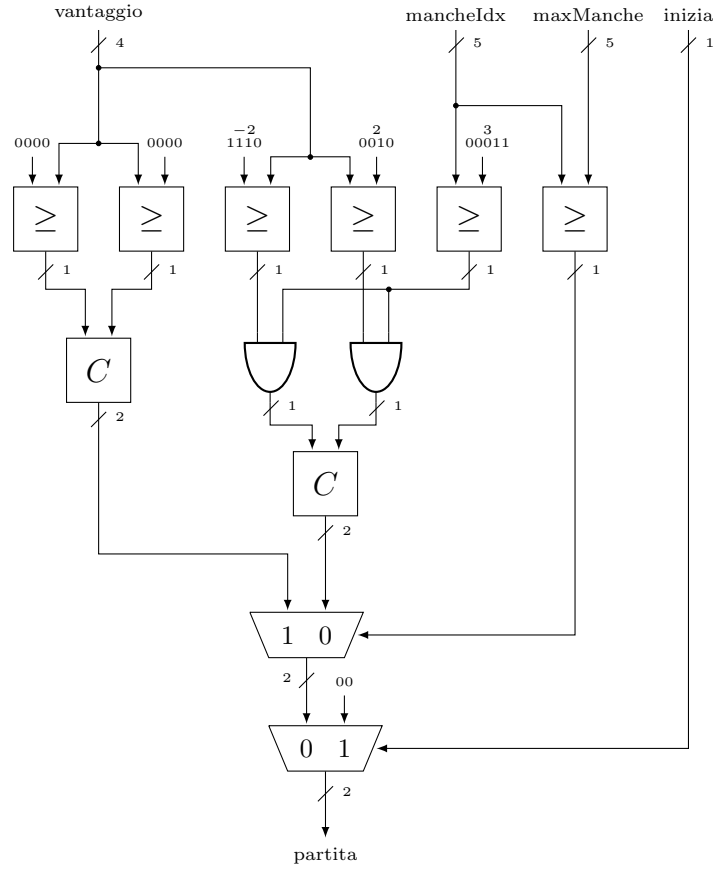 vantaggio mancheIdx maxManche inizia
4 5 5 1
0000 0000 −2 2 3
1110 0010 00011
≥ ≥ ≥ ≥ ≥ ≥
1 1 1 1 1 1
C
2
1 1
C
2
1 0
2 00
0 1
2
partita